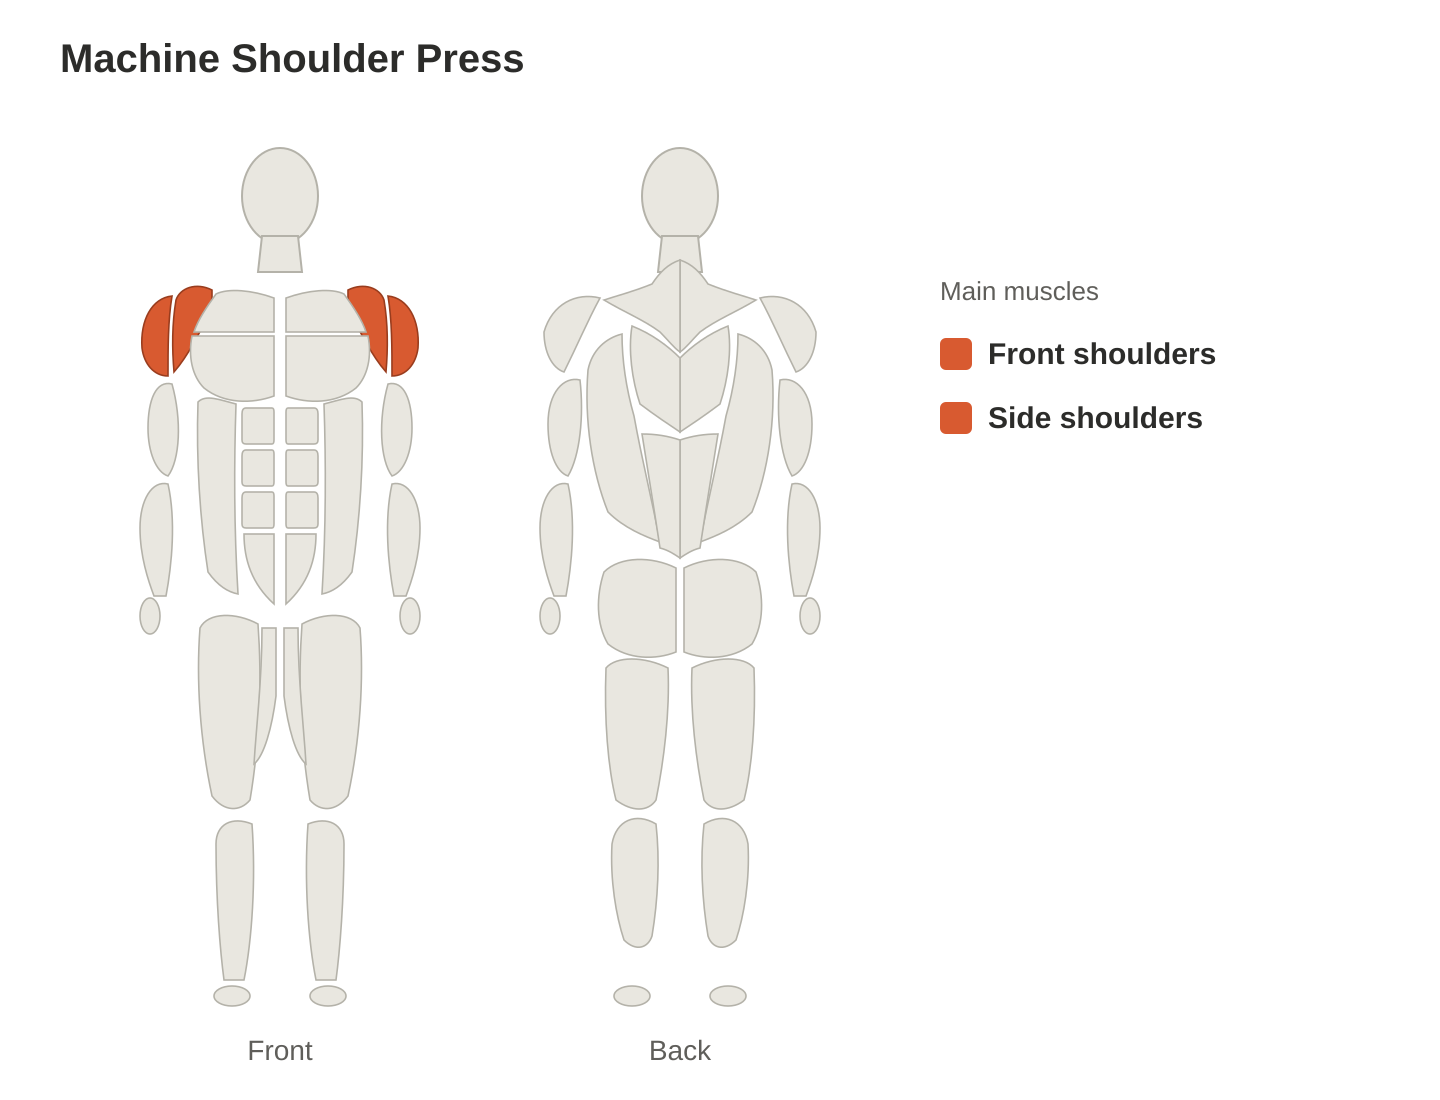 Machine Shoulder Press
Main muscles
Front shoulders
Side shoulders
Front
Back